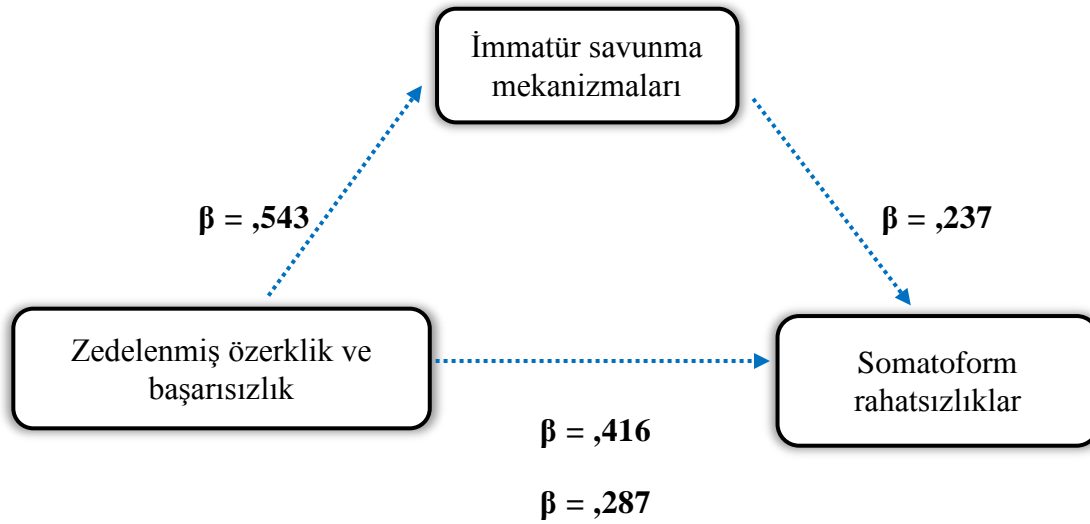 İmmatür savunma
mekanizmaları
β = ,543
β = ,237
Zedelenmiş özerklik ve
başarısızlık
Somatoform
rahatsızlıklar
β = ,416
β = ,287